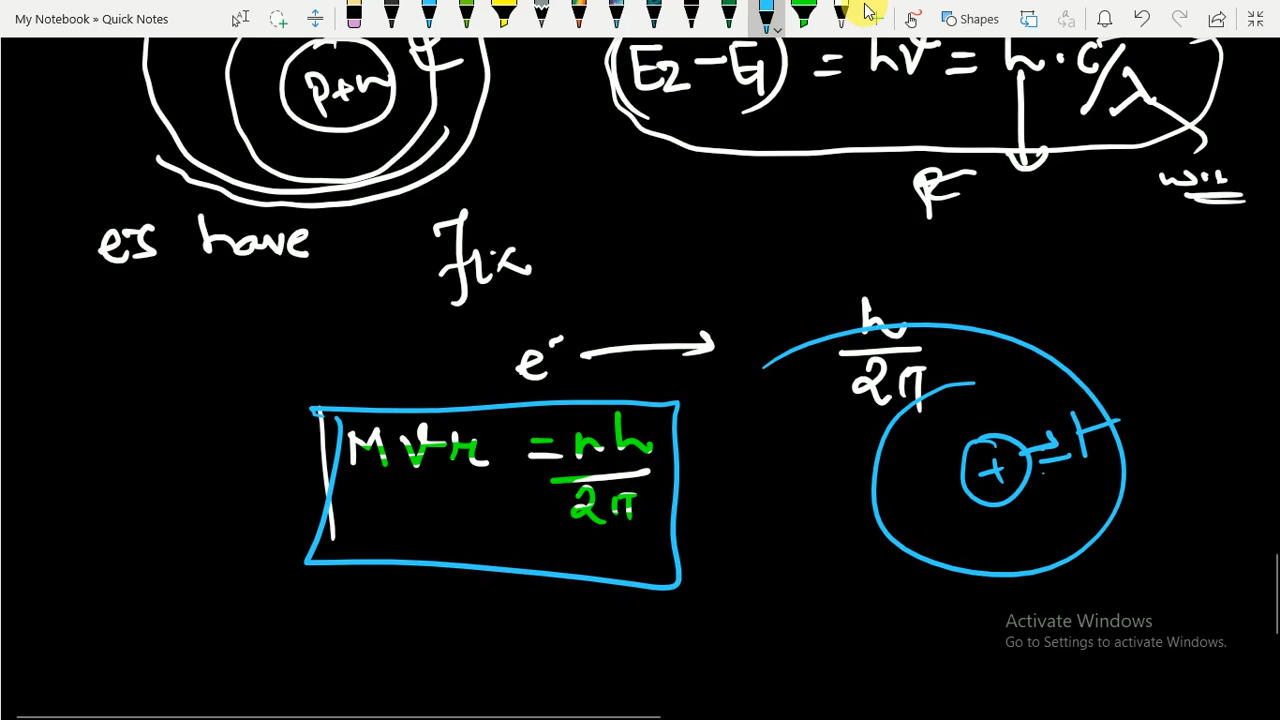 My Notebook » Quick Notes
Shapes
p+n
E2 - E1 = hν = h · c/λ
es have fix
e- → h/2π
M v r = nh/2π
+
Activate Windows
Go to Settings to activate Windows.